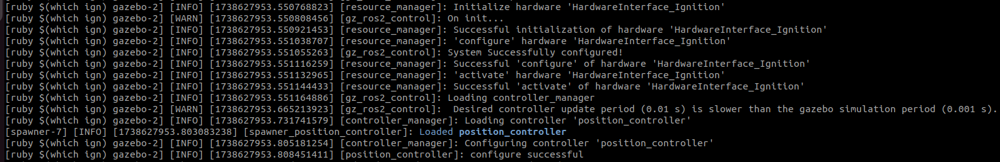 [ruby $(which ign) gazebo-2] [INFO] [1738627953.550768823] [resource_manager]: Initialize hardware 'HardwareInterface_Ignition'
[ruby $(which ign) gazebo-2] [WARN] [1738627953.550808456] [gz_ros2_control]: On init...
[ruby $(which ign) gazebo-2] [INFO] [1738627953.550921453] [resource_manager]: Successful initialization of hardware 'HardwareInterface_Ignition'
[ruby $(which ign) gazebo-2] [INFO] [1738627953.551038707] [resource_manager]: 'configure' hardware 'HardwareInterface_Ignition'
[ruby $(which ign) gazebo-2] [INFO] [1738627953.551055263] [gz_ros2_control]: System Successfully configured!
[ruby $(which ign) gazebo-2] [INFO] [1738627953.551116259] [resource_manager]: Successful 'configure' of hardware 'HardwareInterface_Ignition'
[ruby $(which ign) gazebo-2] [INFO] [1738627953.551132965] [resource_manager]: 'activate' hardware 'HardwareInterface_Ignition'
[ruby $(which ign) gazebo-2] [INFO] [1738627953.551144433] [resource_manager]: Successful 'activate' of hardware 'HardwareInterface_Ignition'
[ruby $(which ign) gazebo-2] [INFO] [1738627953.551164886] [gz_ros2_control]: Loading controller_manager
[ruby $(which ign) gazebo-2] [WARN] [1738627953.665213923] [gz_ros2_control]:  Desired controller update period (0.01 s) is slower than the gazebo simulation period (0.001 s).
[ruby $(which ign) gazebo-2] [INFO] [1738627953.731741579] [controller_manager]: Loading controller 'position_controller'
[spawner-7] [INFO] [1738627953.803083238] [spawner_position_controller]: Loaded position_controller
[ruby $(which ign) gazebo-2] [INFO] [1738627953.805181254] [controller_manager]: Configuring controller 'position_controller'
[ruby $(which ign) gazebo-2] [INFO] [1738627953.808451411] [position_controller]: configure successful